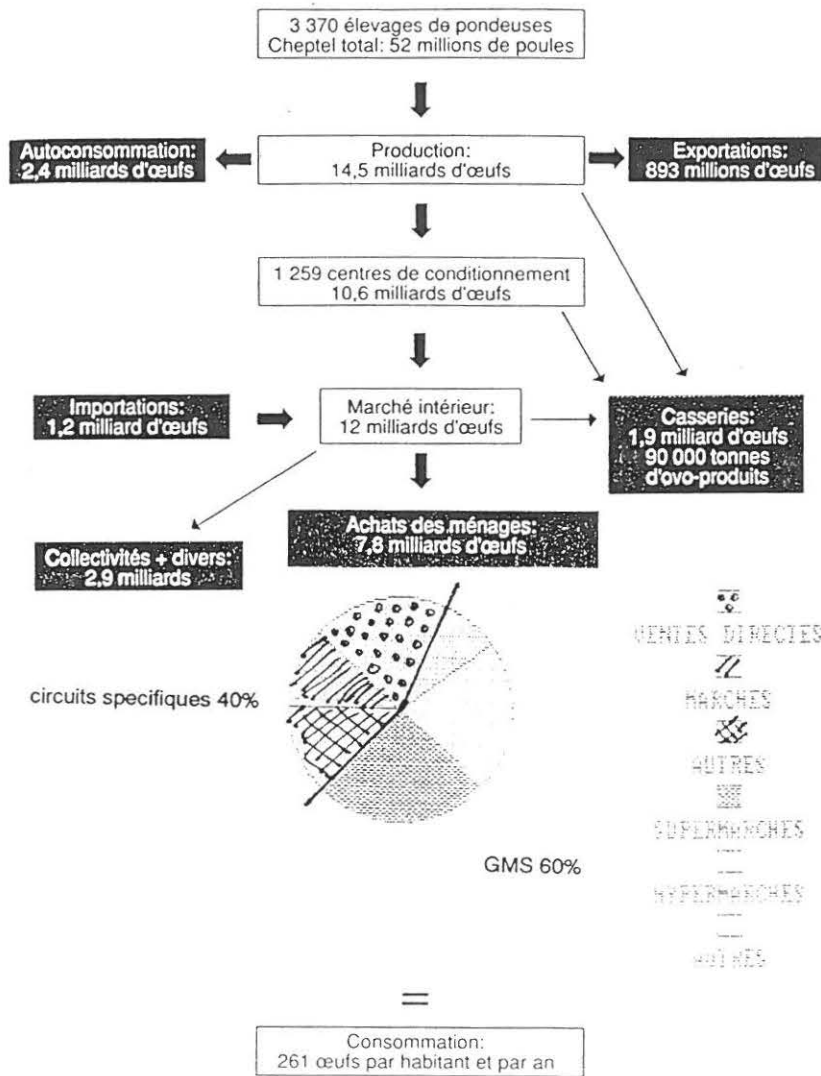 3 370 élevages de pondeuses
Cheptel total: 52 millions de poules
Autoconsommation:
2,4 milliards d'œufs
Production:
14,5 milliards d'œufs
Exportations:
893 millions d'œufs
1 259 centres de conditionnement
10,6 milliards d'œufs
Importations:
1,2 milliard d'œufs
Marché intérieur:
12 milliards d'œufs
Casseries:
1,9 milliard d'œufs
90 000 tonnes
d'ovo-produits
Achats des ménages:
7,8 milliards d'œufs
Collectivités + divers:
2,9 milliards
circuits specifiques 40%
GMS 60%
VENTES DIRECTES
MARCHES
AUTRES
SUPERMARCHES
HYPERMARCHES
AUTRES
=
Consommation:
261 œufs par habitant et par an